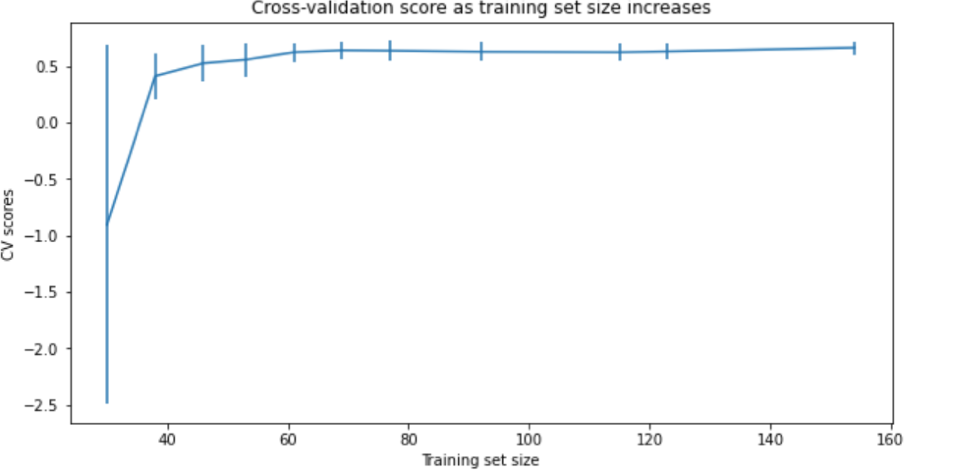 Cross-validation score as training set size increases
CV scores
0.5
0.0
−0.5
−1.0
−1.5
−2.0
−2.5
40 60 80 100 120 140 160
Training set size